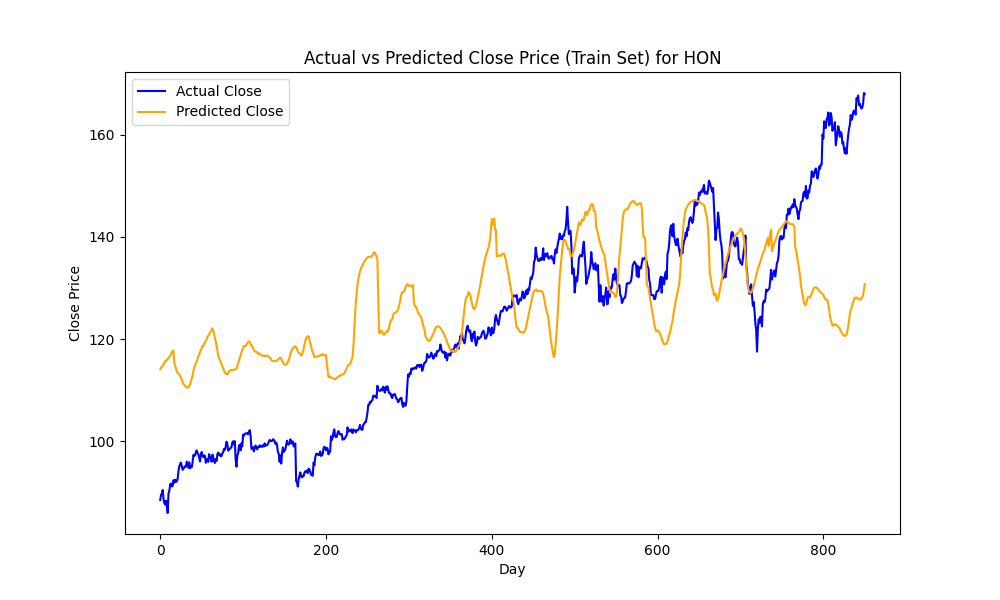 Actual vs Predicted Close Price (Train Set) for HON
Actual Close
Predicted Close
160
140
120
100
Close Price
0 200 400 600 800
Day